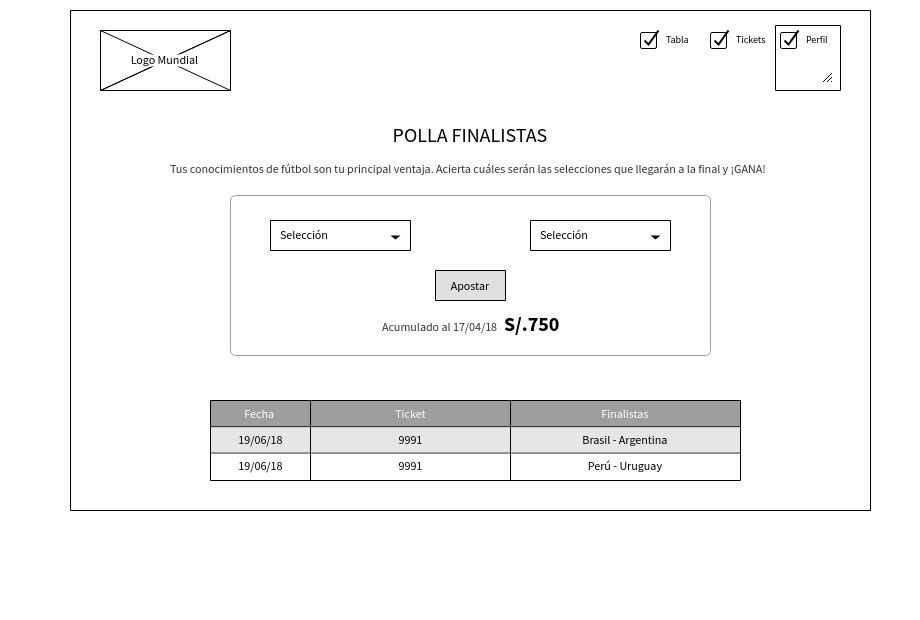 Logo Mundial
Tabla Tickets Perfil
POLLA FINALISTAS
Tus conocimientos de fútbol son tu principal ventaja. Acierta cuáles serán las selecciones que llegarán a la final y ¡GANA!
Selección Selección
Apostar
Acumulado al 17/04/18 S/.750
Fecha Ticket Finalistas
19/06/18 9991 Brasil - Argentina
19/06/18 9991 Perú - Uruguay